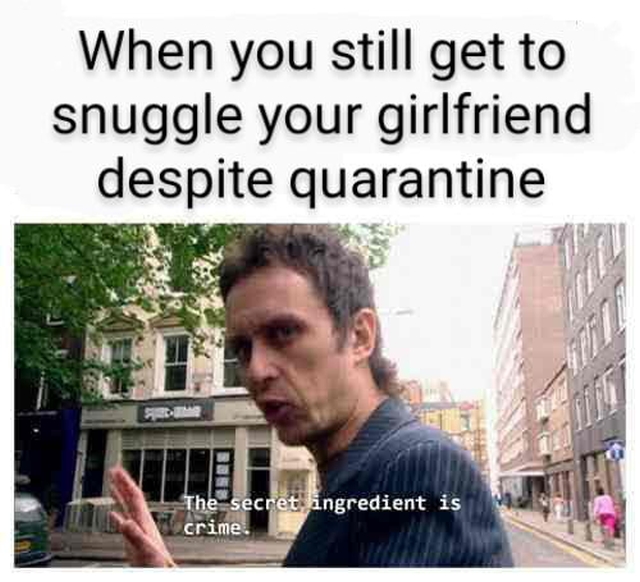 When you still get to
snuggle your girlfriend
despite quarantine
The secret ingredient is
crime.